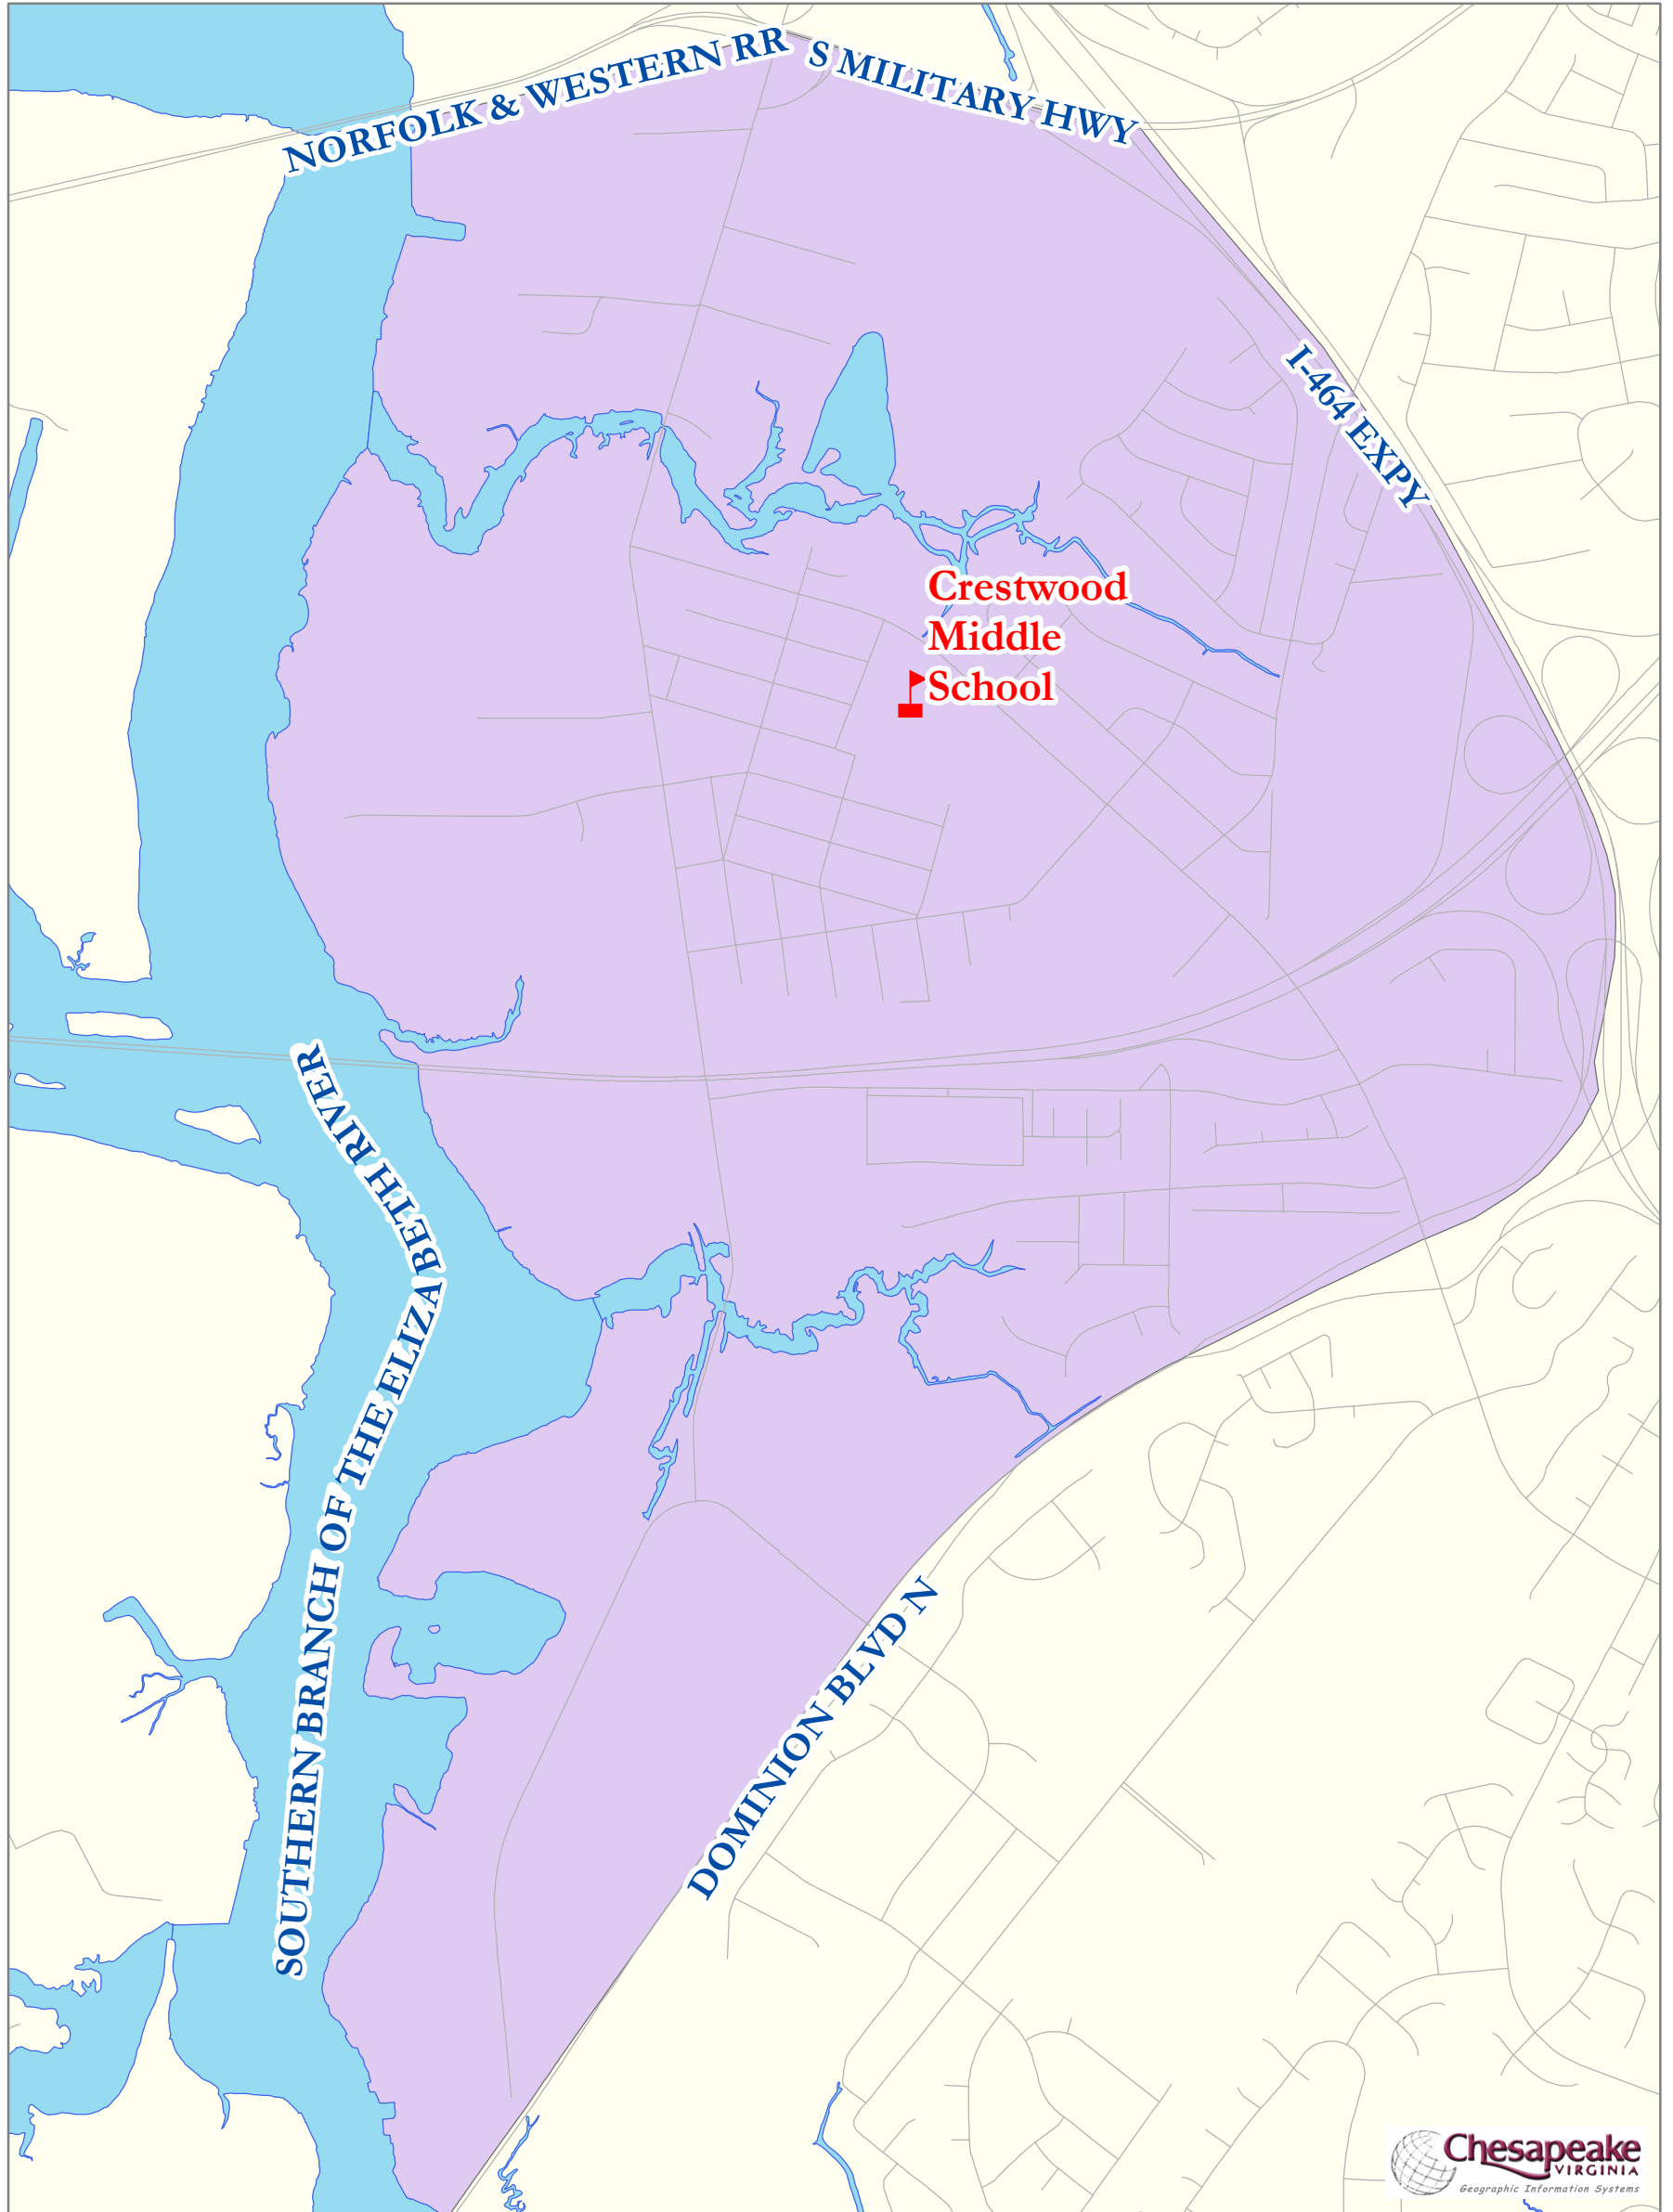 NORFOLK & WESTERN RR
S MILITARY HWY
I-464 EXPY
Crestwood
Middle
School
SOUTHERN BRANCH OF THE ELIZABETH RIVER
DOMINION BLVD N
Chesapeake
VIRGINIA
Geographic Information Systems